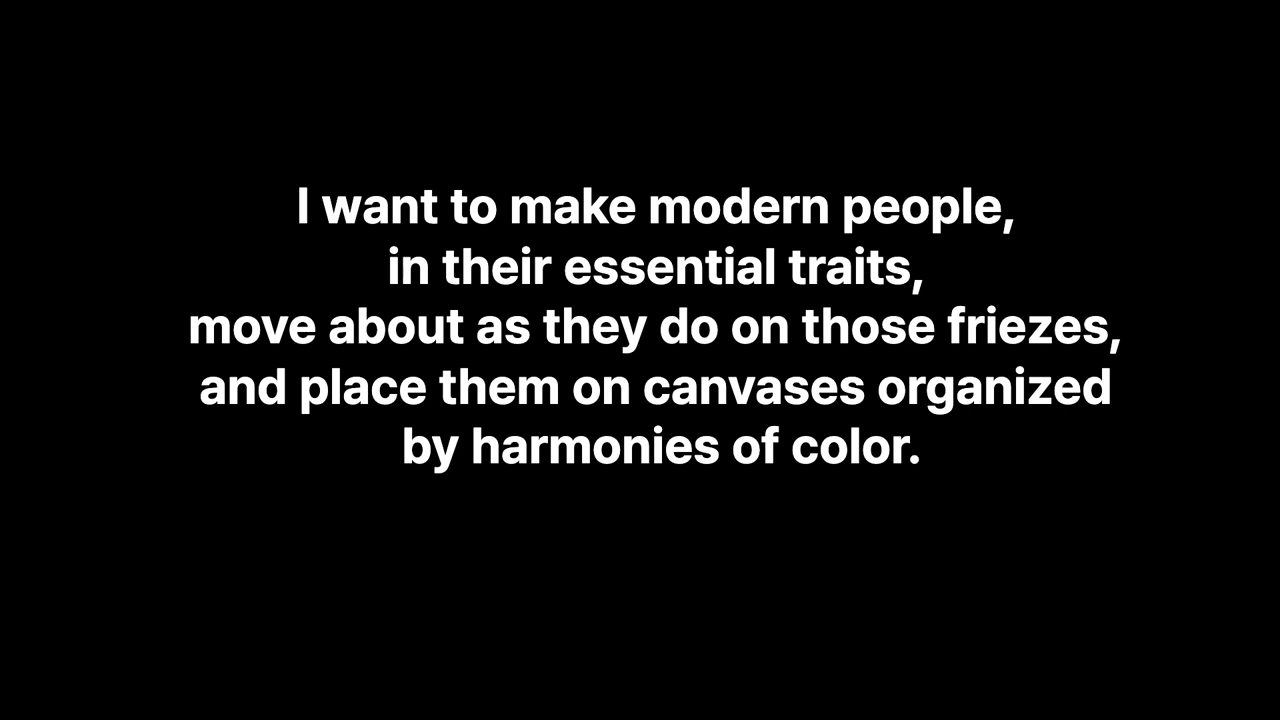 I want to make modern people,
in their essential traits,
move about as they do on those friezes,
and place them on canvases organized
by harmonies of color.